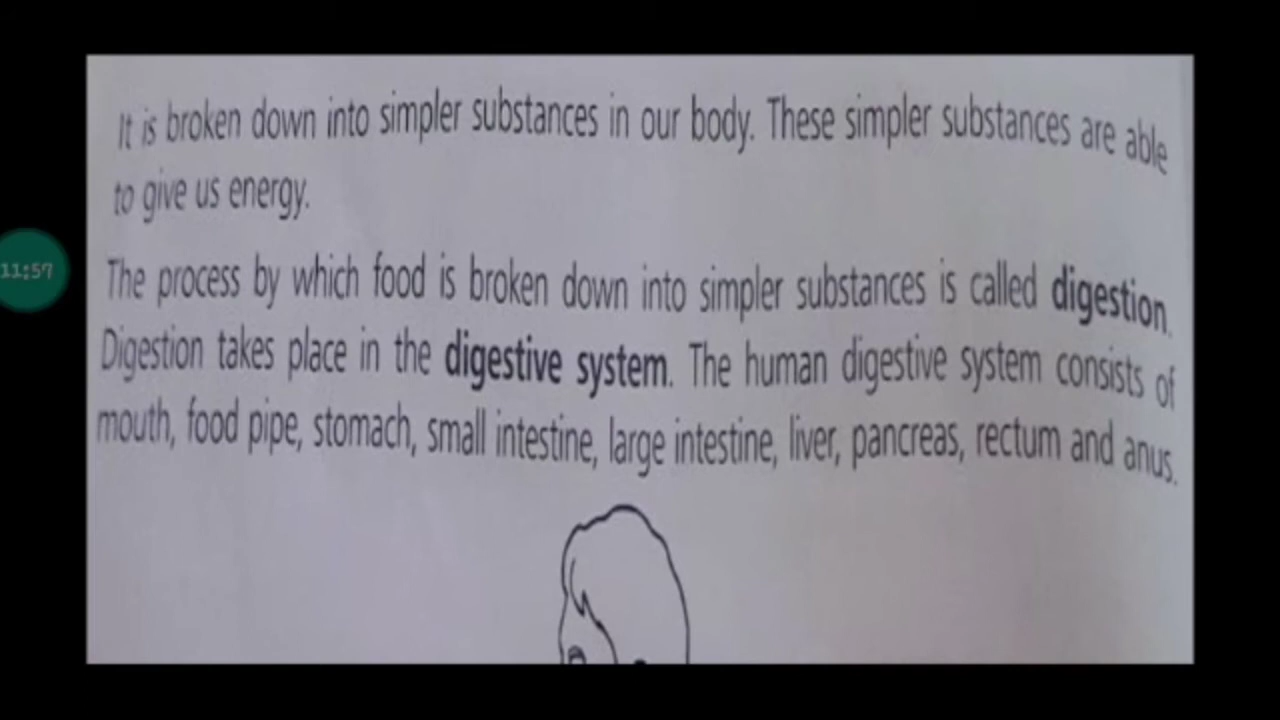 It is broken down into simpler substances in our body. These simpler substances are able
to give us energy.
The process by which food is broken down into simpler substances is called digestion.
Digestion takes place in the digestive system. The human digestive system consists of
mouth, food pipe, stomach, small intestine, large intestine, liver, pancreas, rectum and anus.
11:57